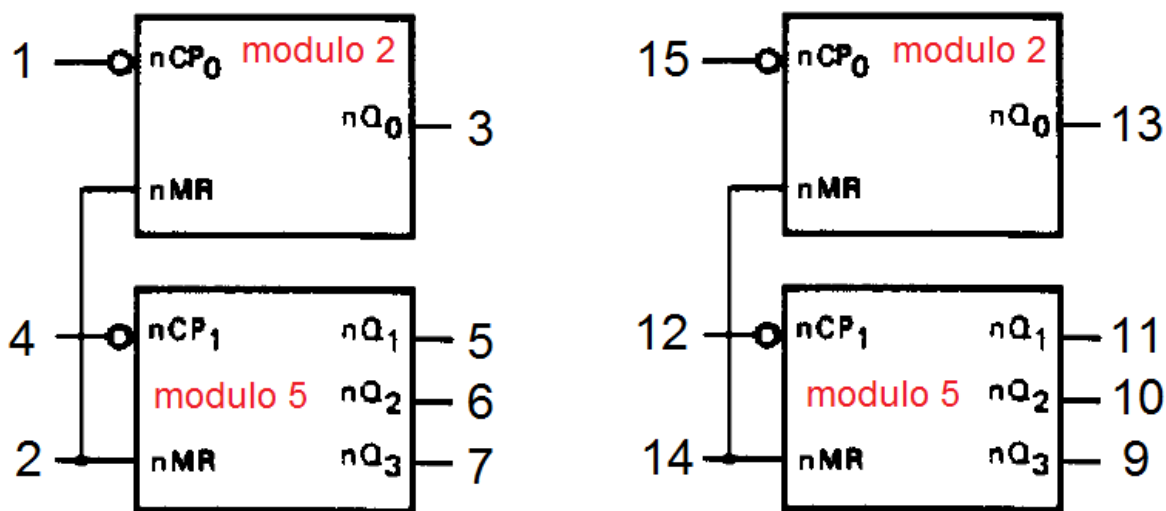 1 nCP0 modulo 2
nQ0 3
nMR
4 nCP1 nQ1 5
modulo 5 nQ2 6
2 nMR nQ3 7
15 nCP0 modulo 2
nQ0 13
nMR
12 nCP1 nQ1 11
modulo 5 nQ2 10
14 nMR nQ3 9